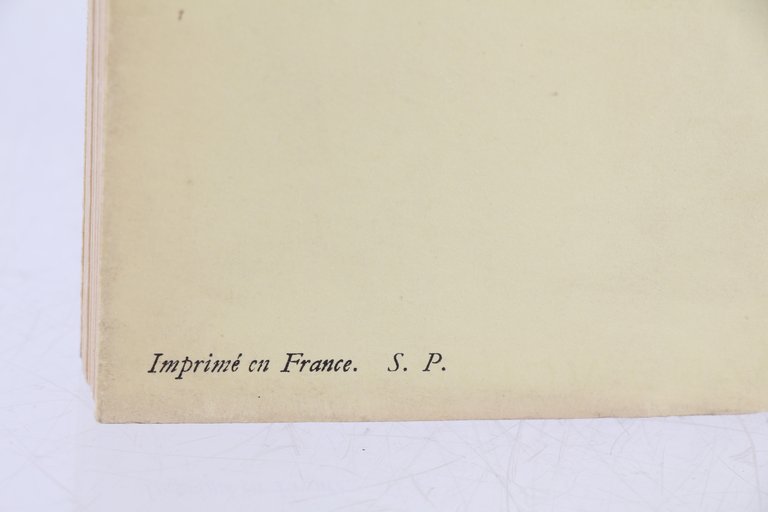 Imprimé en France. S. P.